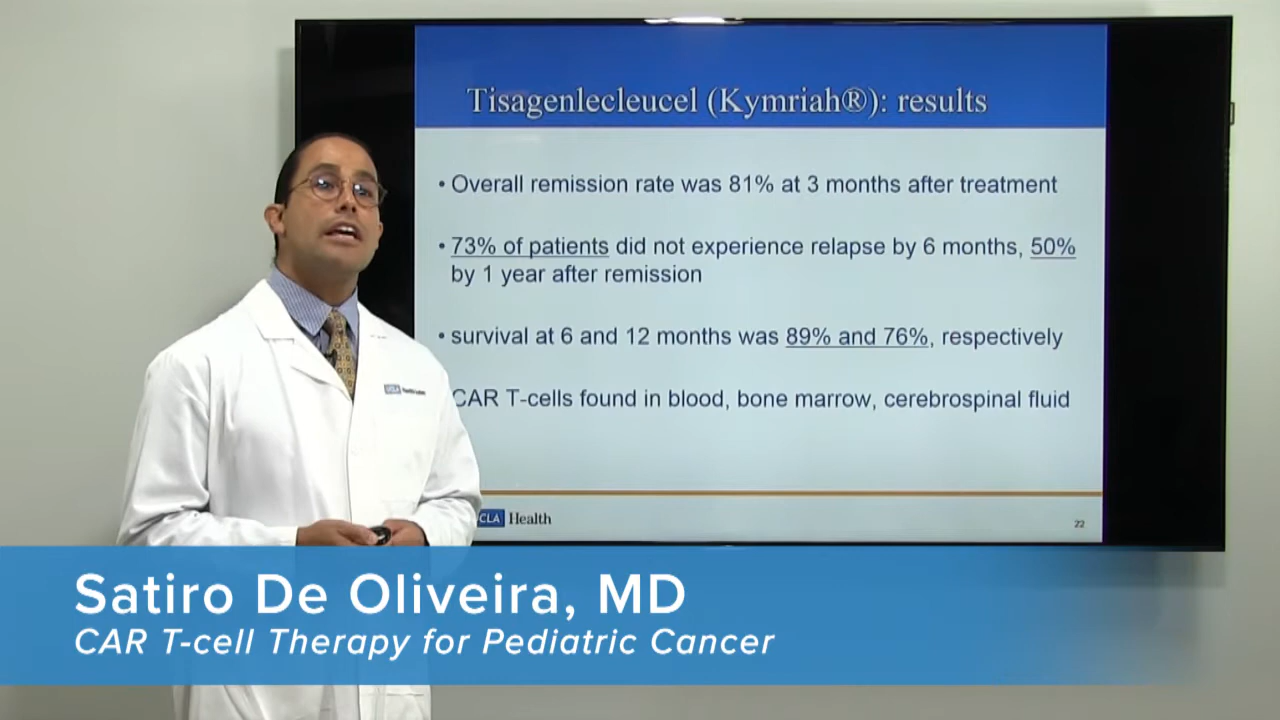 Tisagenlecleucel (Kymriah®): results
• Overall remission rate was 81% at 3 months after treatment
• 73% of patients did not experience relapse by 6 months, 50%
by 1 year after remission
• survival at 6 and 12 months was 89% and 76%, respectively
CAR T-cells found in blood, bone marrow, cerebrospinal fluid
UCLA
CLA Health
22
Satiro De Oliveira, MD
CAR T-cell Therapy for Pediatric Cancer